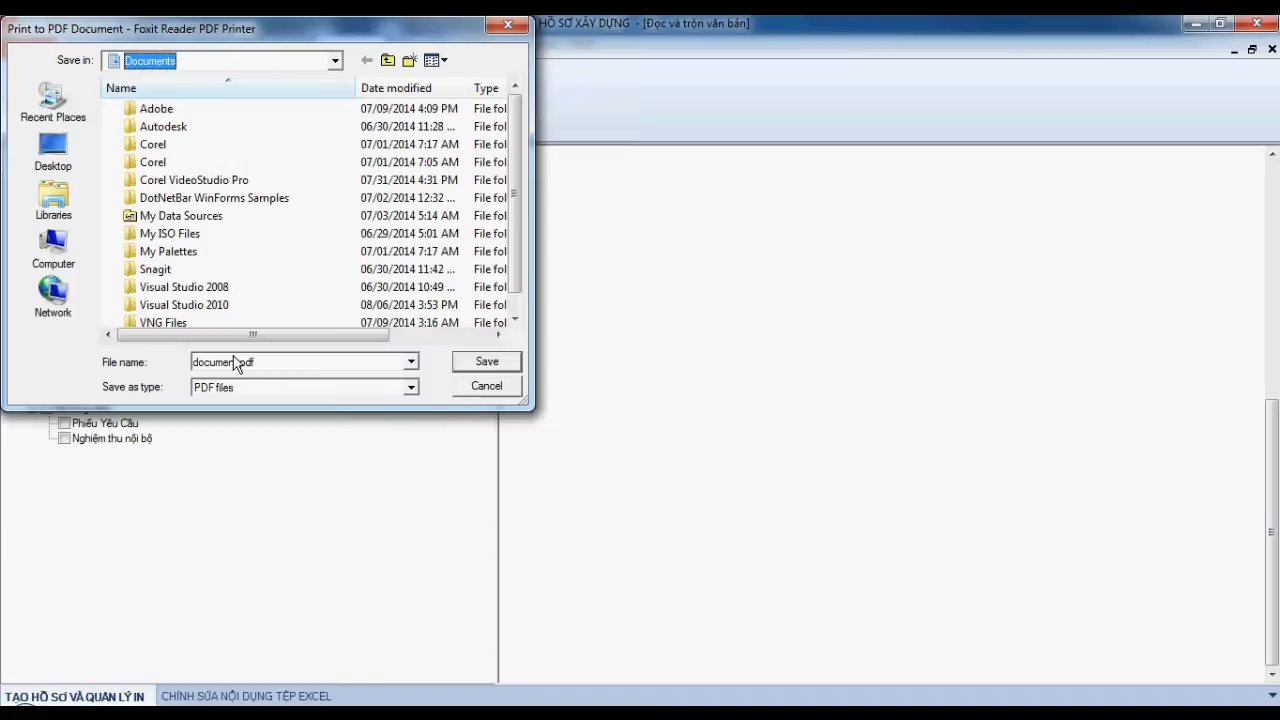 Print to PDF Document - Foxit Reader PDF Printer
HỒ SƠ XÂY DỰNG - [Đọc và trộn văn bản]
Save in: Documents
Name Date modified Type
Recent Places
Desktop
Libraries
Computer
Network
Adobe 07/09/2014 4:09 PM File fol
Autodesk 06/30/2014 11:28 ... File fol
Corel 07/01/2014 7:17 AM File fol
Corel 07/01/2014 7:05 AM File fol
Corel VideoStudio Pro 07/31/2014 4:31 PM File fol
DotNetBar WinForms Samples 07/02/2014 12:32 ... File fol
My Data Sources 07/03/2014 5:14 AM File fol
My ISO Files 06/29/2014 5:01 AM File fol
My Palettes 07/01/2014 7:17 AM File fol
Snagit 06/30/2014 11:42 ... File fol
Visual Studio 2008 06/30/2014 10:49 ... File fol
Visual Studio 2010 08/06/2014 3:53 PM File fol
VNG Files 07/09/2014 3:16 AM File fol
File name: document.pdf Save
Save as type: PDF files Cancel
Phiếu Yêu Cầu
Nghiệm thu nội bộ
TẠO HỒ SƠ VÀ QUẢN LÝ IN CHỈNH SỬA NỘI DỤNG TỆP EXCEL